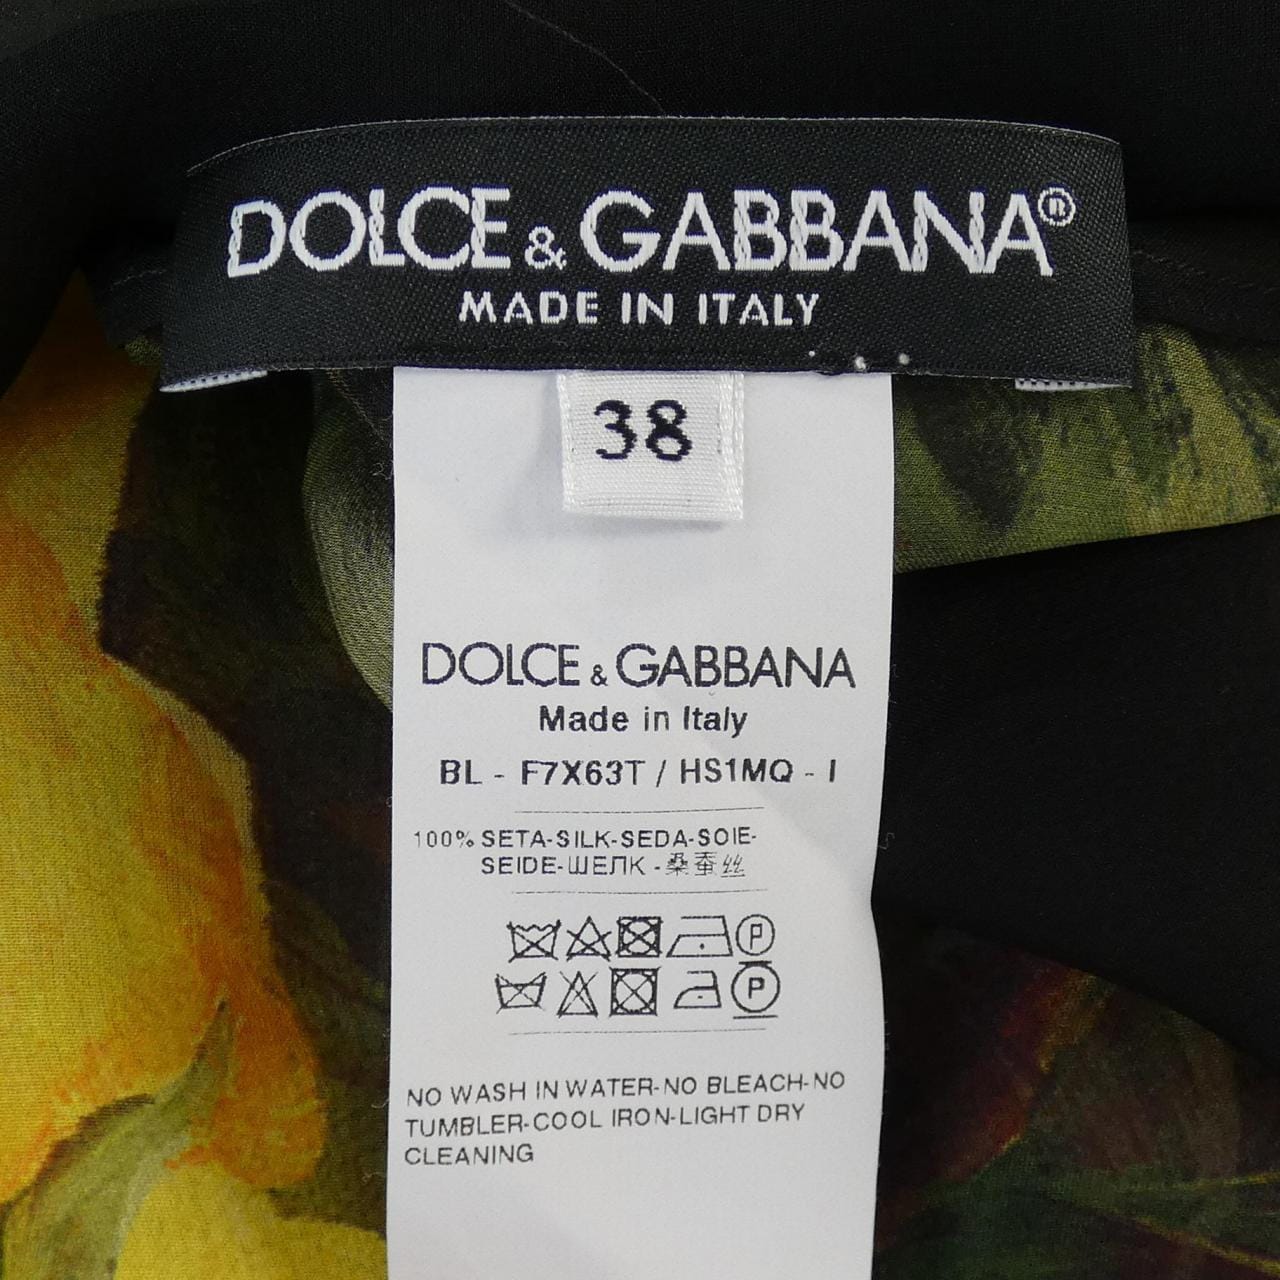 DOLCE & GABBANA®
MADE IN ITALY
38
DOLCE & GABBANA
Made in Italy
BL - F7X63T / HS1MQ - I
100% SETA-SILK-SEDA-SOIE-
SEIDE-ШЕЛК -桑蚕丝
P
P
NO WASH IN WATER-NO BLEACH-NO
TUMBLER-COOL IRON-LIGHT DRY
CLEANING